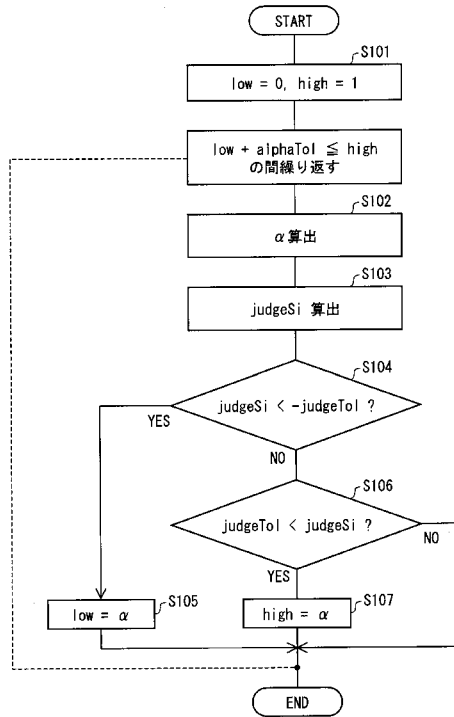 START
S101
low = 0, high = 1
low + alphaTol ≦ high
の間繰り返す
S102
α算出
S103
judgeSi 算出
S104
judgeSi < -judgeTol ?
YES
NO
S106
judgeTol < judgeSi ?
NO
YES
S105
low = α
S107
high = α
END